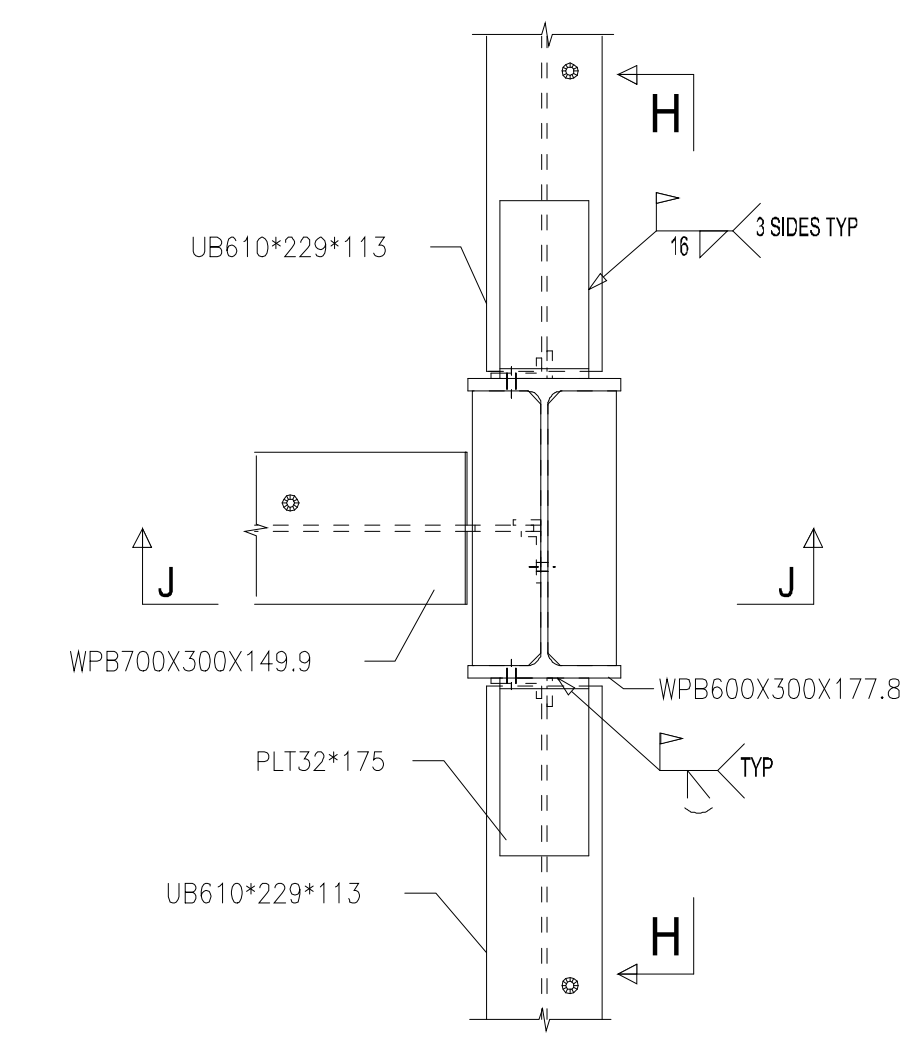 H
3 SIDES TYP
16
UB610*229*113
J
J
WPB700X300X149.9
WPB600X300X177.8
PLT32*175
TYP
UB610*229*113
H